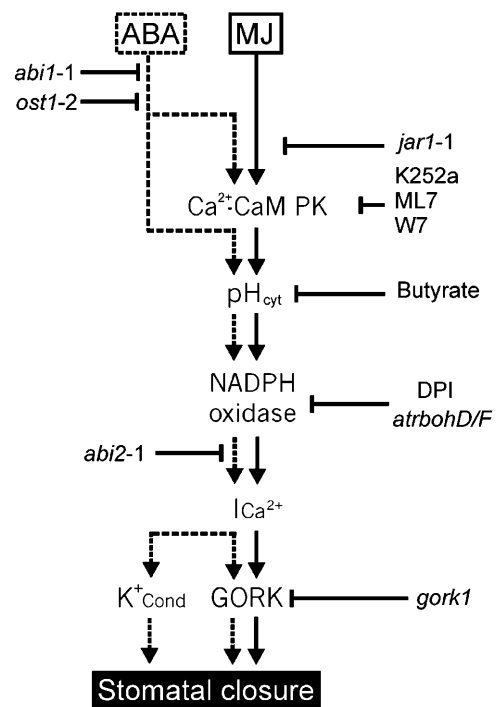 ABA MJ
abi1-1
ost1-2
jar1-1
K252a
Ca2+-CaM PK ML7
W7
pHcyt Butyrate
NADPH
oxidase
DPI
atrbohD/F
abi2-1
ICa2+
K+Cond GORK gork1
Stomatal closure